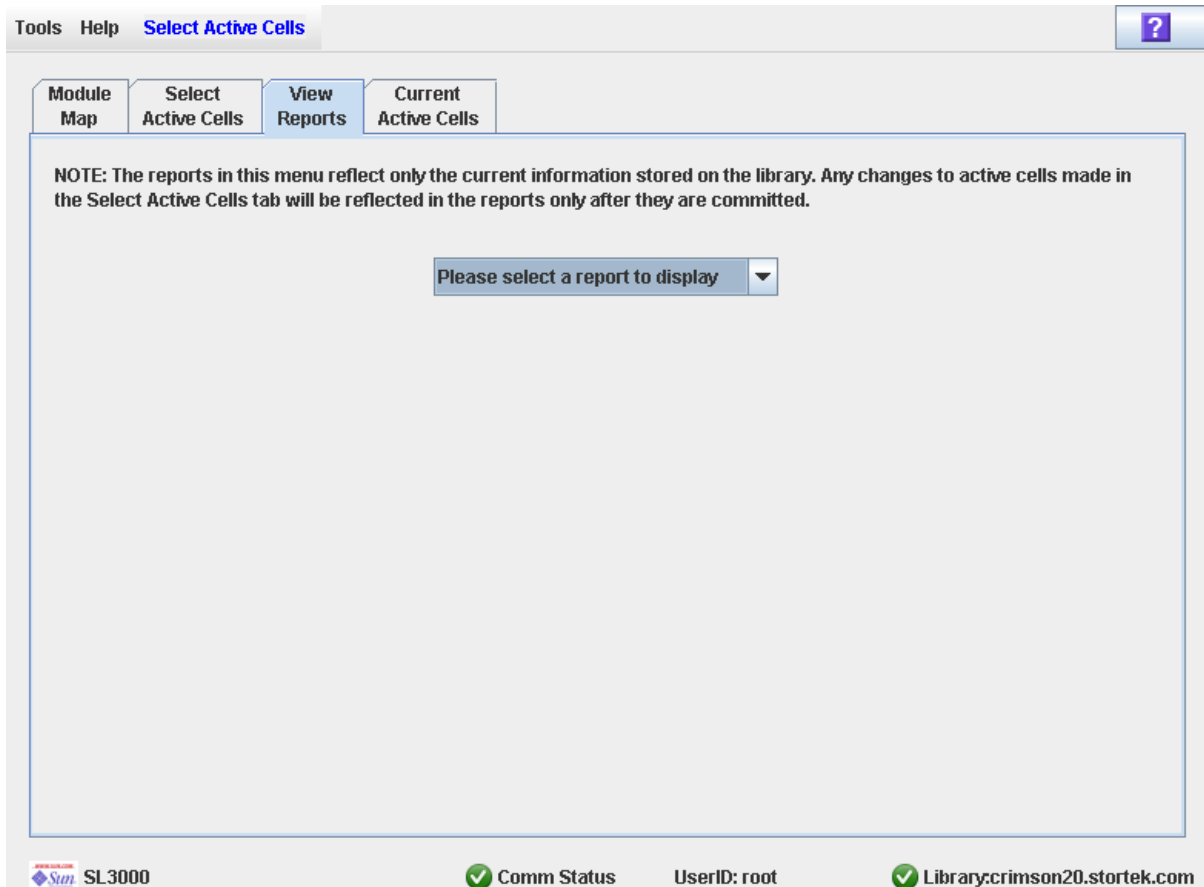 Tools Help Select Active Cells
?
Module Map
Select Active Cells
View Reports
Current Active Cells
NOTE: The reports in this menu reflect only the current information stored on the library. Any changes to active cells made in
the Select Active Cells tab will be reflected in the reports only after they are committed.
Please select a report to display
Sun SL3000 Comm Status UserID: root Library:crimson20.stortek.com